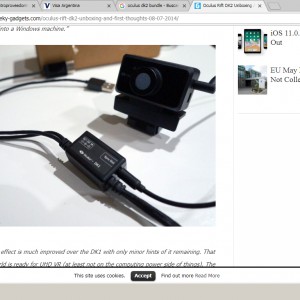 Visa Argentina
oculus dk2 bundle - Busc
Oculus Rift DK2 Unboxing
eky-gadgets.com/oculus-rift-dk2-unboxing-and-first-thoughts-08-07-2014/
into a Windows machine."
iOS 11.0.
Out
EU May
Not Collec
effect is much improved over the DK1 with only minor hints of it remaining. That
rld is ready for UHD VR (at least not on the computing power side of things). The
This site uses cookies. Accept Find out more Read More